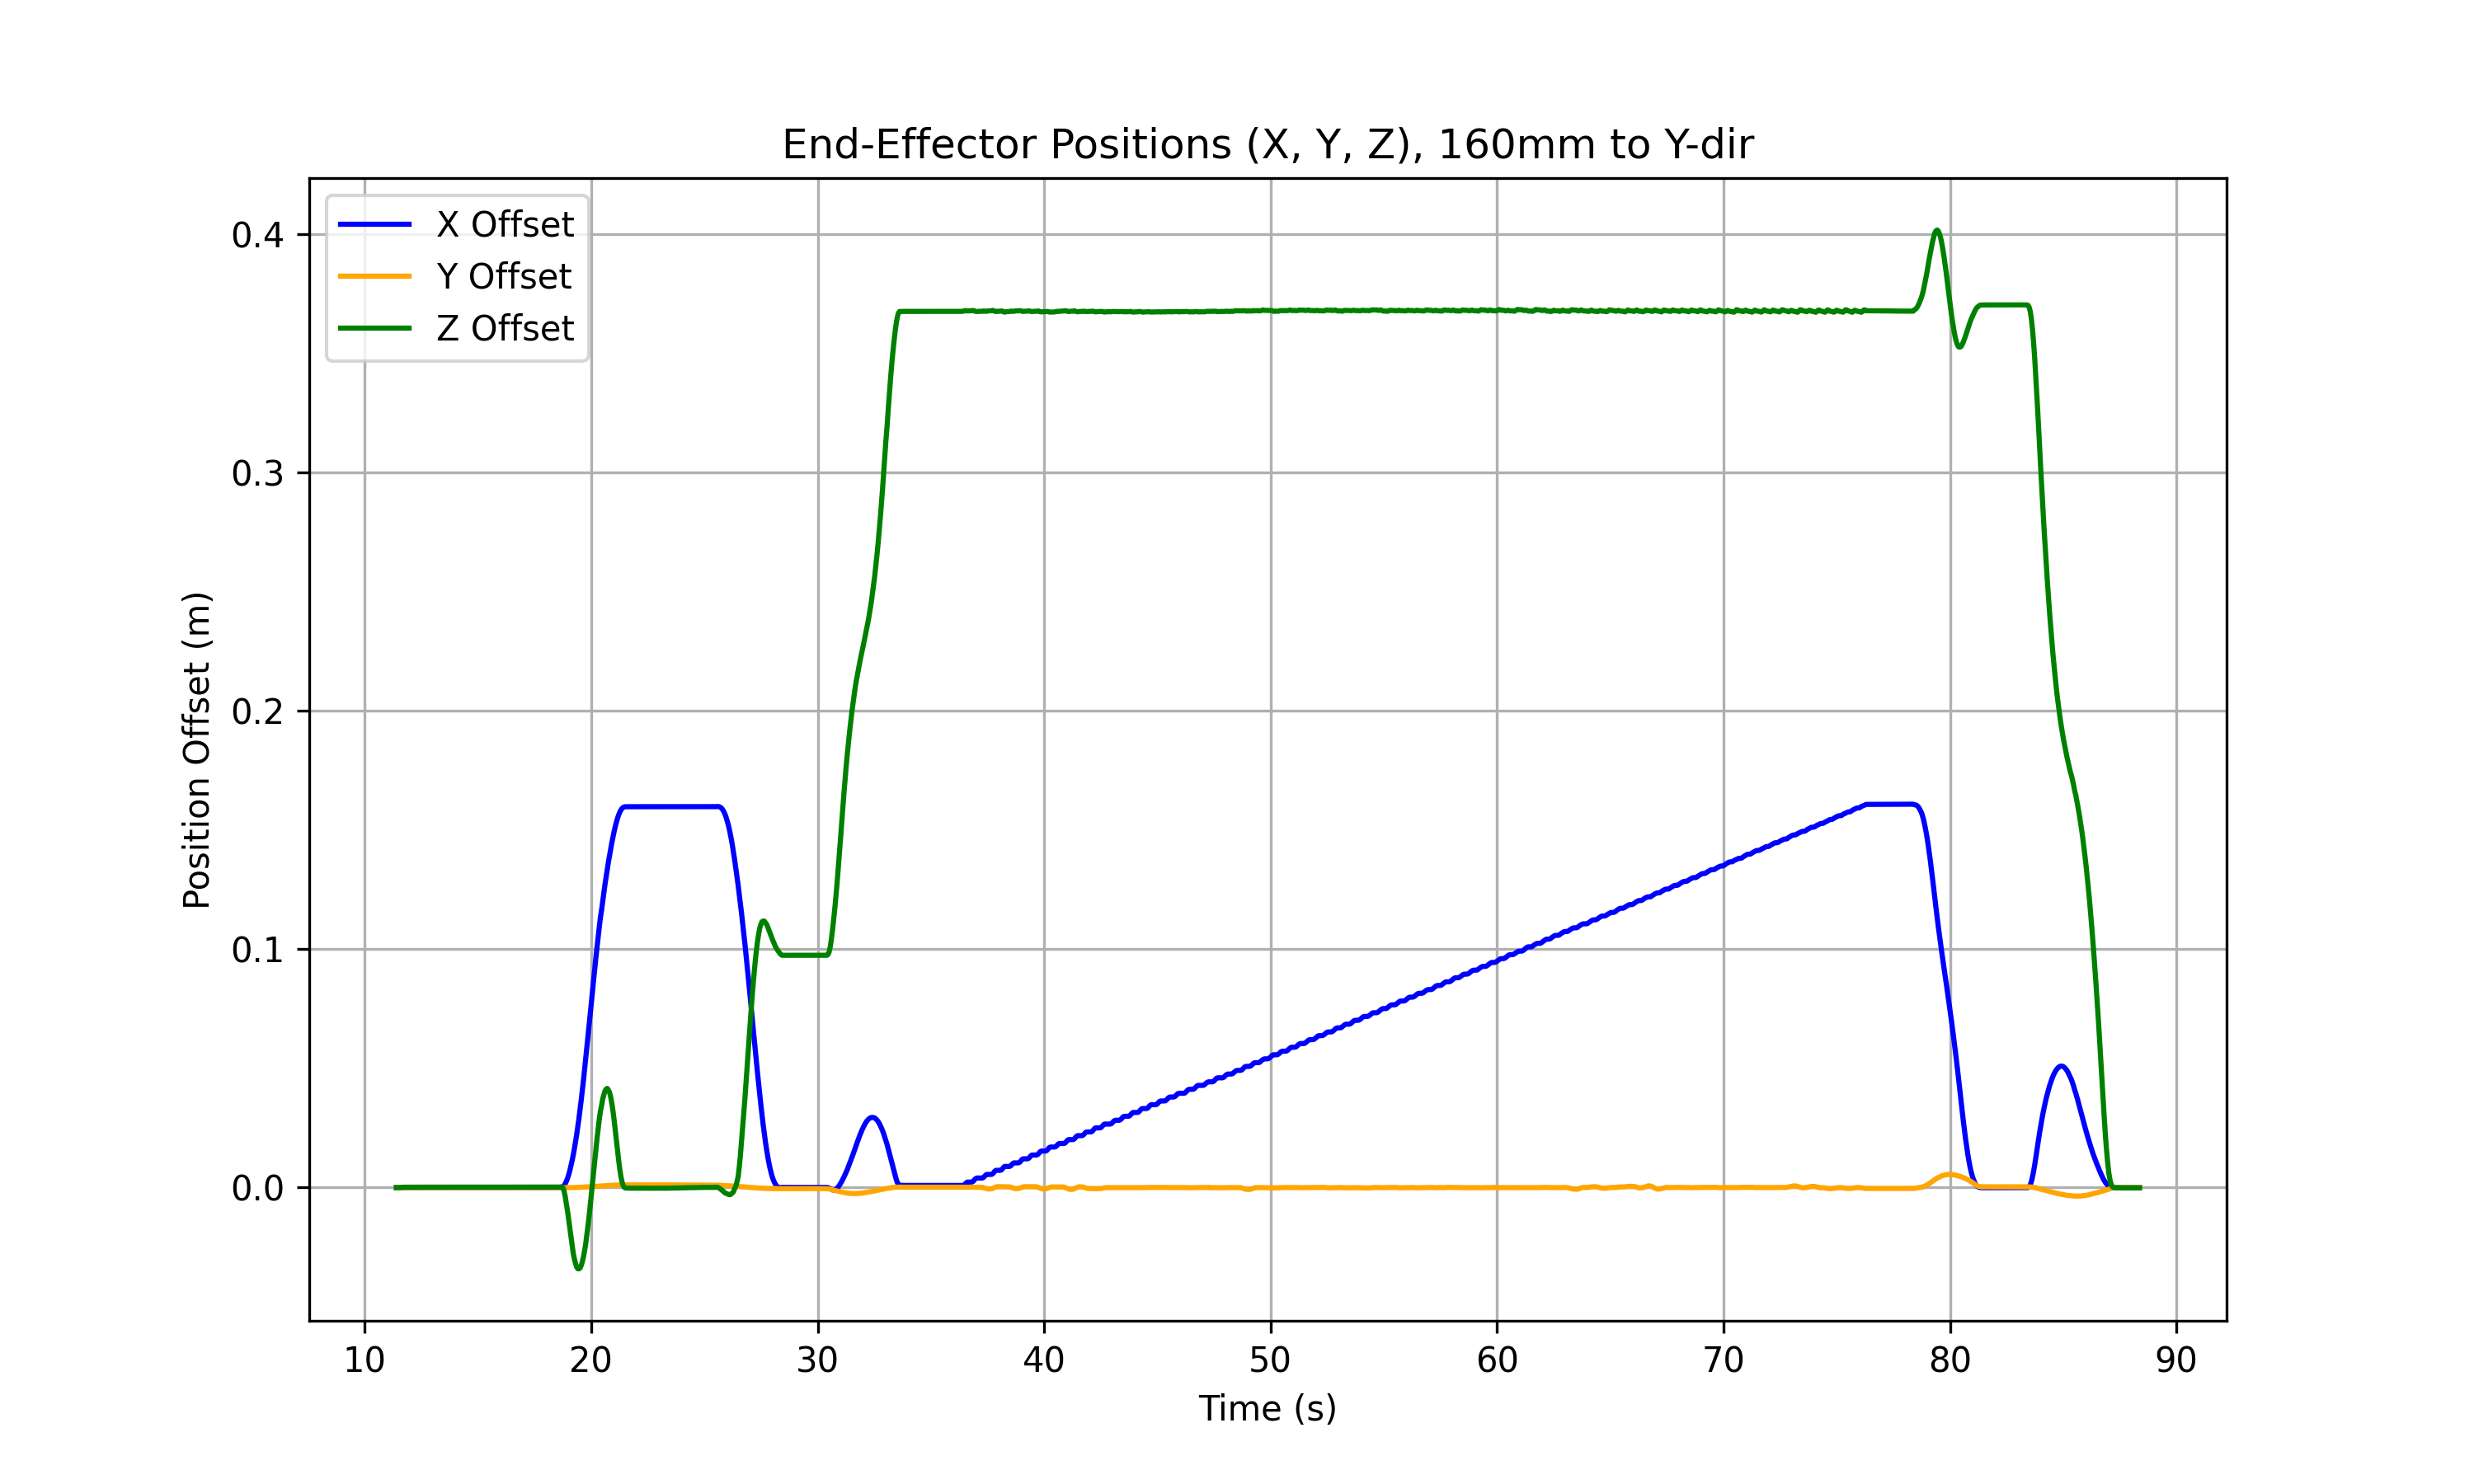 End-Effector Positions (X, Y, Z), 160mm to Y-dir
X Offset
Y Offset
Z Offset
0.4
0.3
0.2
0.1
0.0
Position Offset (m)
10 20 30 40 50 60 70 80 90
Time (s)